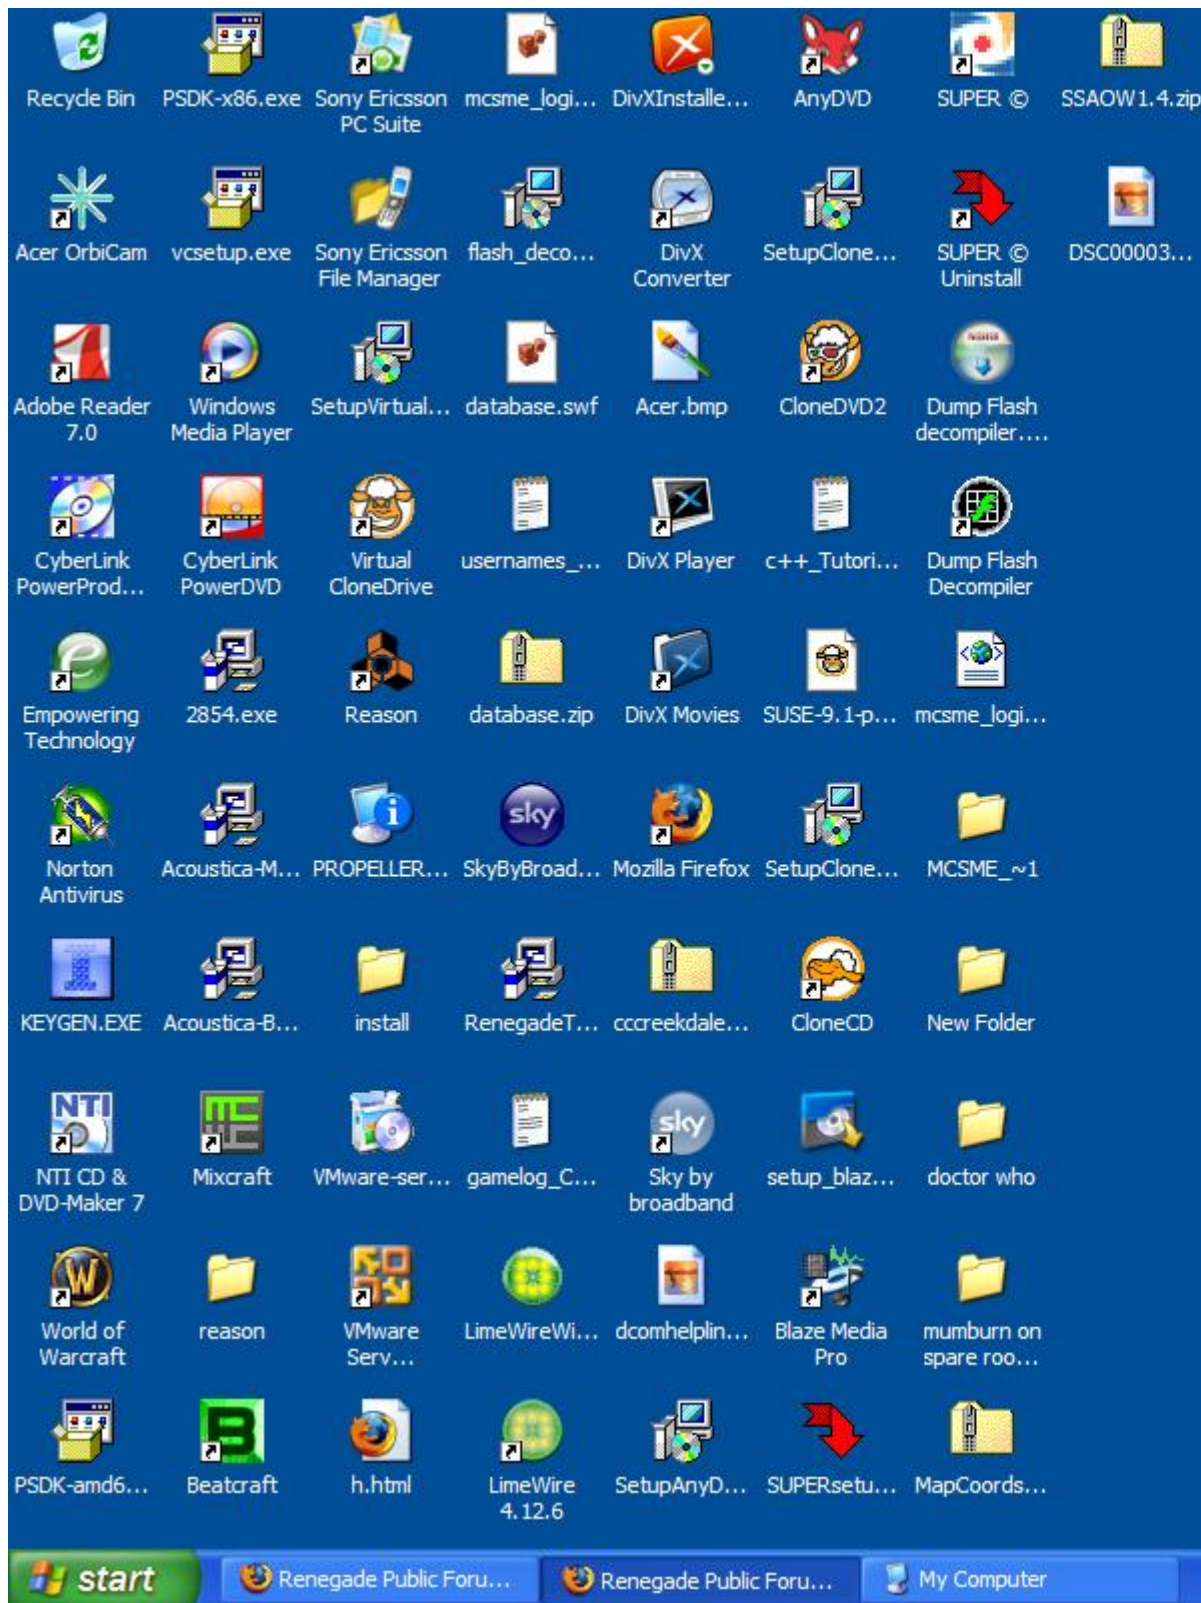 Recycle Bin PSDK-x86.exe Sony Ericsson PC Suite mcsme_logi... DivXInstalle... AnyDVD SUPER © SSAOW1.4.zip
Acer OrbiCam vcsetup.exe Sony Ericsson File Manager flash_deco... DivX Converter SetupClone... SUPER © Uninstall DSC00003...
Adobe Reader 7.0 Windows Media Player SetupVirtual... database.swf Acer.bmp CloneDVD2 Dump Flash decompiler....
CyberLink PowerProd... CyberLink PowerDVD Virtual CloneDrive usernames_... DivX Player c++_Tutori... Dump Flash Decompiler
Empowering Technology 2854.exe Reason database.zip DivX Movies SUSE-9.1-p... mcsme_logi...
sky
Norton Antivirus Acoustica-M... PROPELLER... SkyByBroad... Mozilla Firefox SetupClone... MCSME_~1
KEYGEN.EXE Acoustica-B... install RenegadeT... cccreekdale... CloneCD New Folder
NTI sky
NTI CD & DVD-Maker 7 Mixcraft VMware-ser... gamelog_C... Sky by broadband setup_blaz... doctor who
World of Warcraft reason VMware Serv... LimeWireWi... dcomhelplin... Blaze Media Pro mumburn on spare roo...
PSDK-amd6... Beatcraft h.html LimeWire 4.12.6 SetupAnyD... SUPERsetu... MapCoords...
start Renegade Public Foru... Renegade Public Foru... My Computer